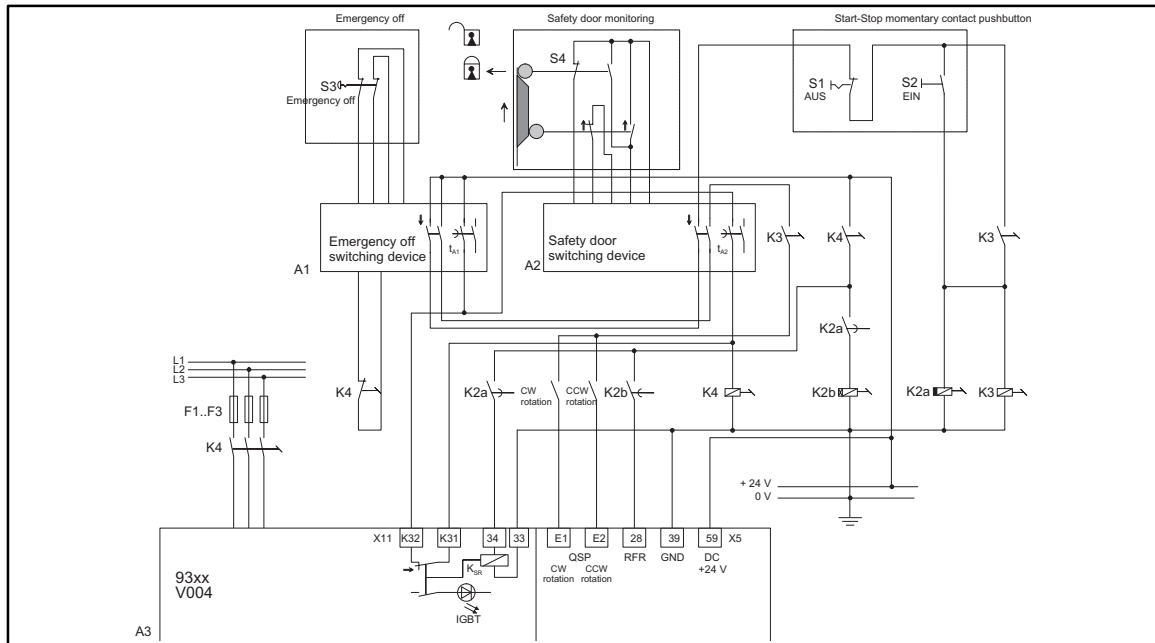 Emergency off
Safety door monitoring
Start-Stop momentary contact pushbutton
S3
Emergency off
S4
S1
AUS
S2
EIN
A1
Emergency off
switching device
tA1
A2
Safety door
switching device
tA2
K3
K4
K3
K2a
L1
L2
L3
F1..F3
K4
K4
K2a
CW
rotation
CCW
rotation
K2b
K4
K2b
K2a
K3
+ 24 V
0 V
X11
K32
K31
34
33
E1
E2
28
39
59
X5
QSP
CW
rotation
CCW
rotation
RFR
GND
DC
+24 V
93xx
V004
KSR
IGBT
A3